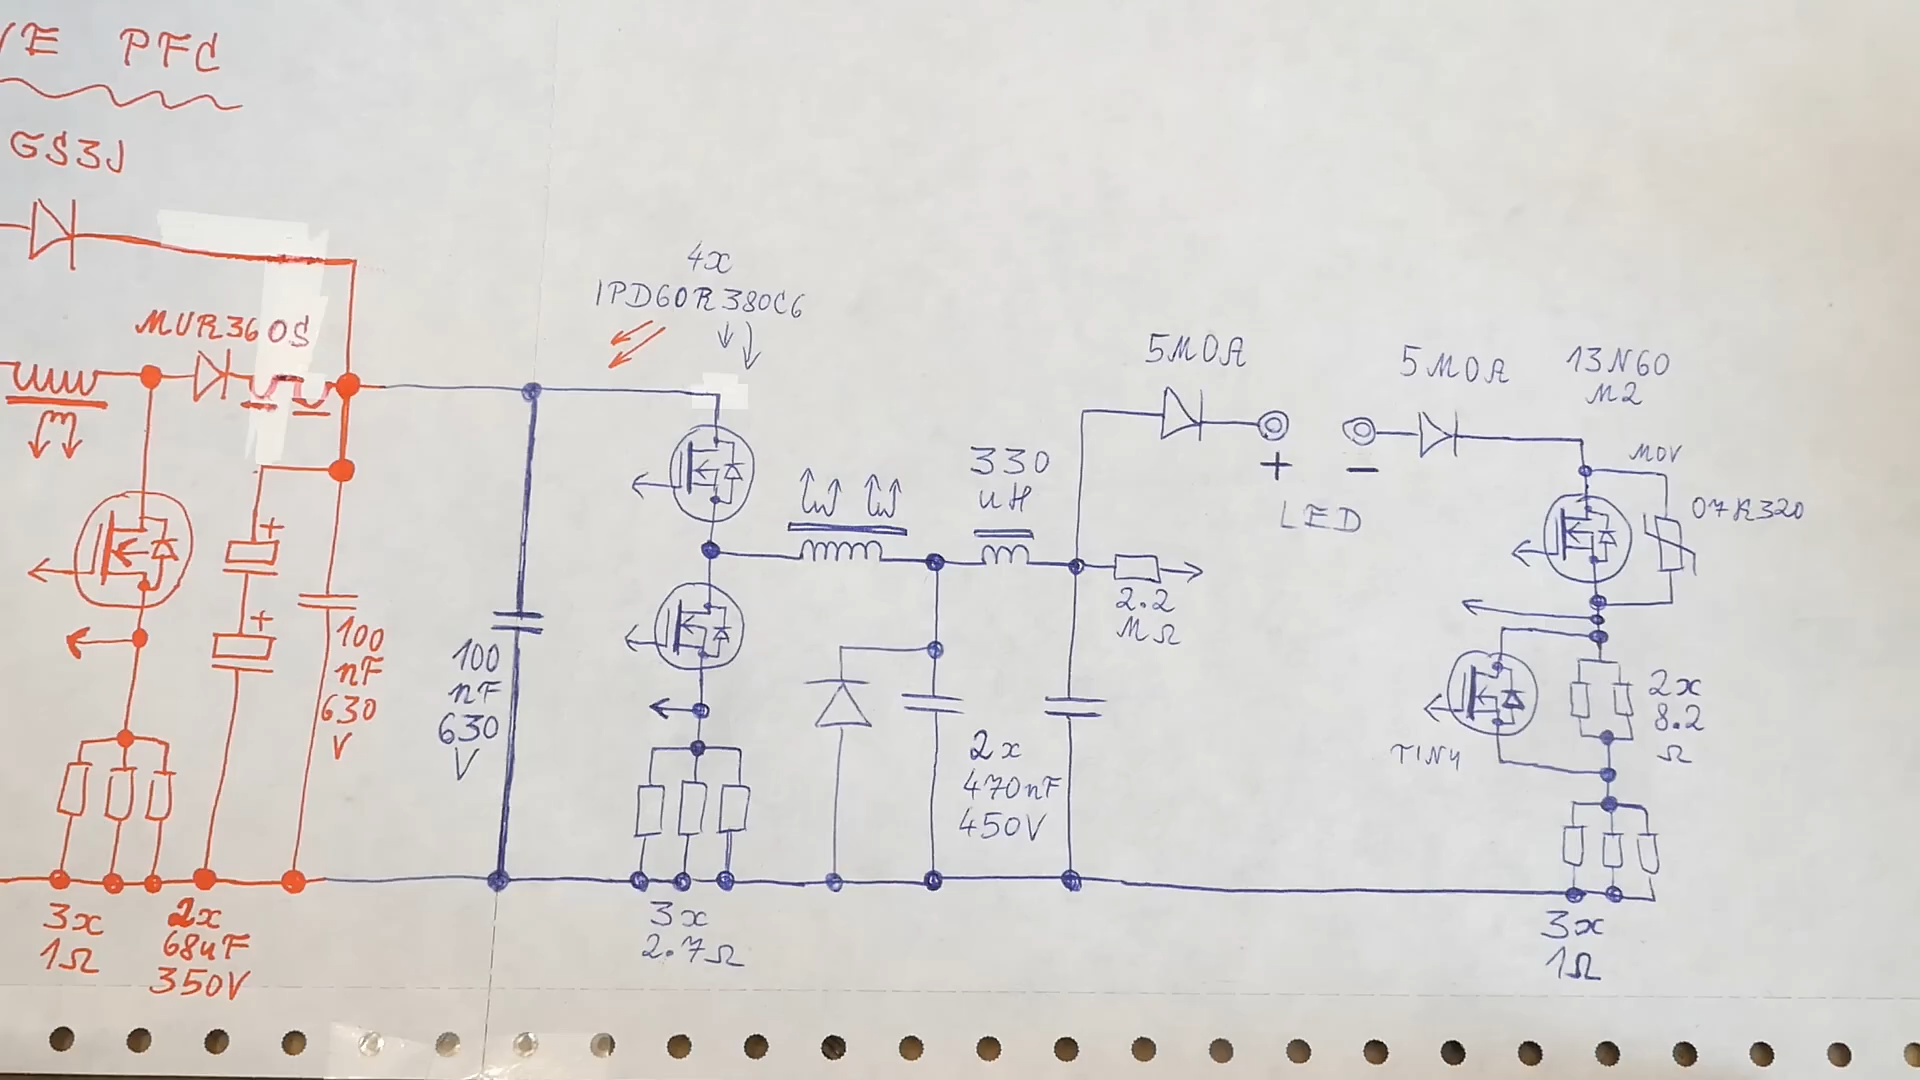 VE PFC
GS3J
MUR360S
+
+
100
nF
630
V
3x
1Ω
2x
68uF
350V
4x
IPD60R380C6
100
nF
630
V
3x
2.7Ω
330
uH
2x
470nF
450V
2.2
MΩ
5M0A
+
−
LED
5M0A
13N60
M2
MOV
07K320
TINY
2x
8.2
Ω
3x
1Ω